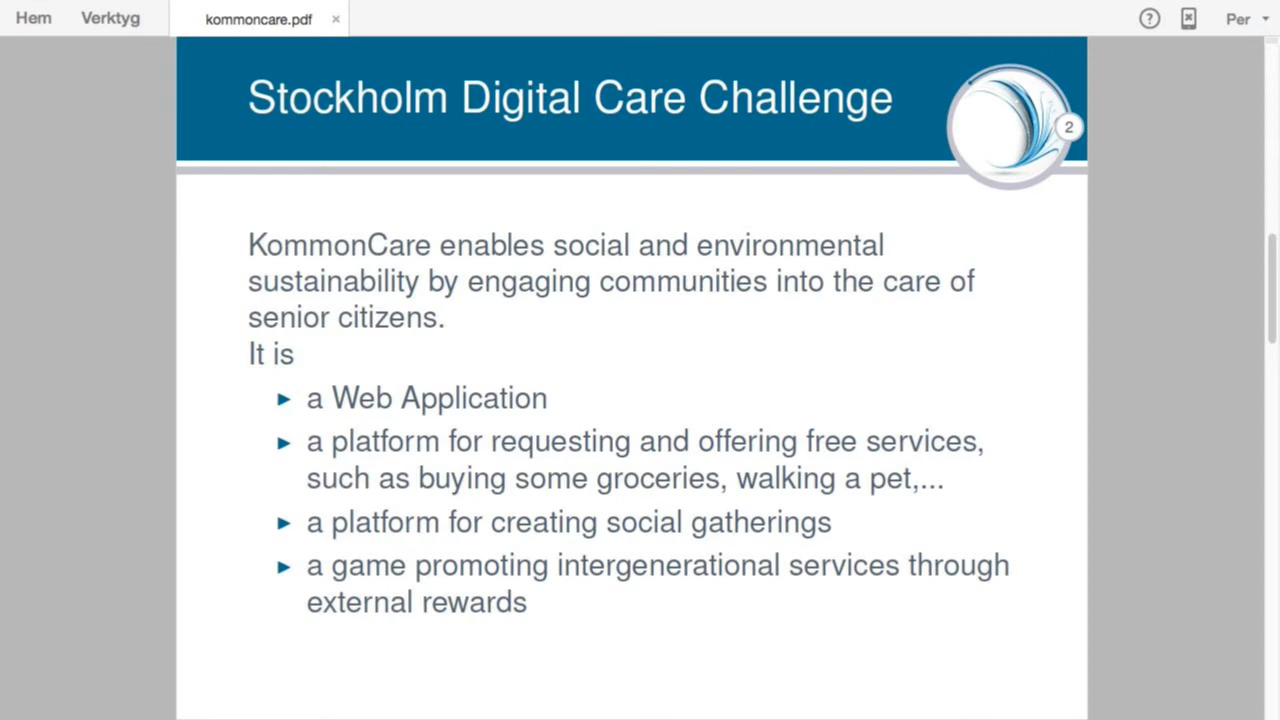 Hem Verktyg kommoncare.pdf × ? Per
Stockholm Digital Care Challenge
2
KommonCare enables social and environmental
sustainability by engaging communities into the care of
senior citizens.
It is
a Web Application
a platform for requesting and offering free services,
such as buying some groceries, walking a pet,...
a platform for creating social gatherings
a game promoting intergenerational services through
external rewards